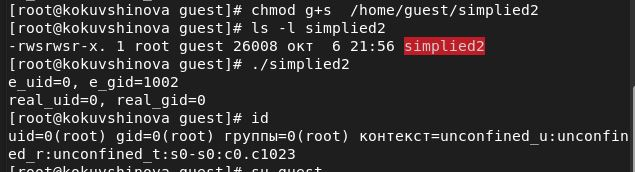 [root@kokuvshinova guest]# chmod g+s  /home/guest/simplied2
[root@kokuvshinova guest]# ls -l simplied2
-rwsrwsr-x. 1 root guest 26008 окт  6 21:56 simplied2
[root@kokuvshinova guest]# ./simplied2
e_uid=0, e_gid=1002
real_uid=0, real_gid=0
[root@kokuvshinova guest]# id
uid=0(root) gid=0(root) группы=0(root) контекст=unconfined_u:unconfin
ed_r:unconfined_t:s0-s0:c0.c1023
[root@kokuvshinova guest]# su guest